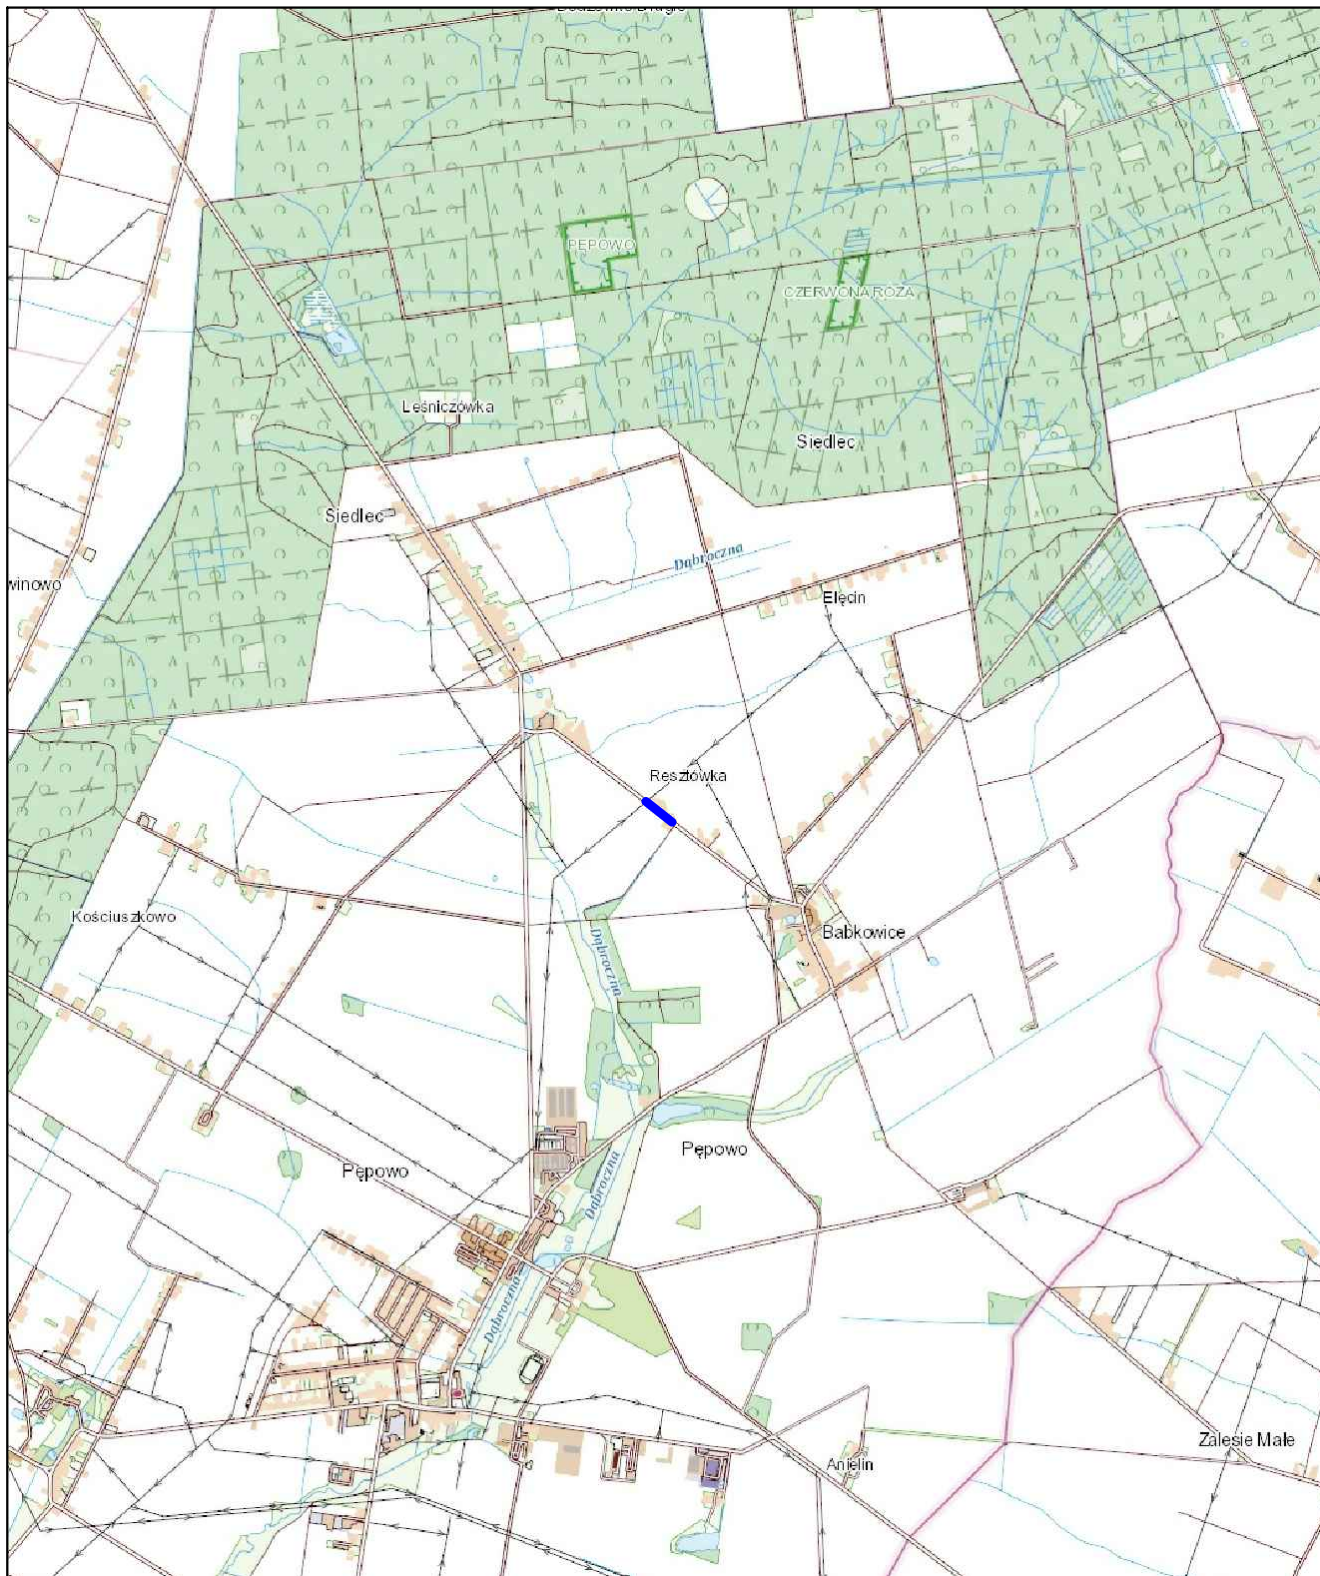 PĘPOWO
CZERWONA RÓŻA
Leśniczówka
Siedlec
Siedlec
Dąbroczna
winowo
Elęcin
Resztówka
Kościuszkowo
Babkowice
Dąbroczna
Pępowo
Pępowo
Dąbroczna
Dąbroczna
Zalesie Małe
Anielin